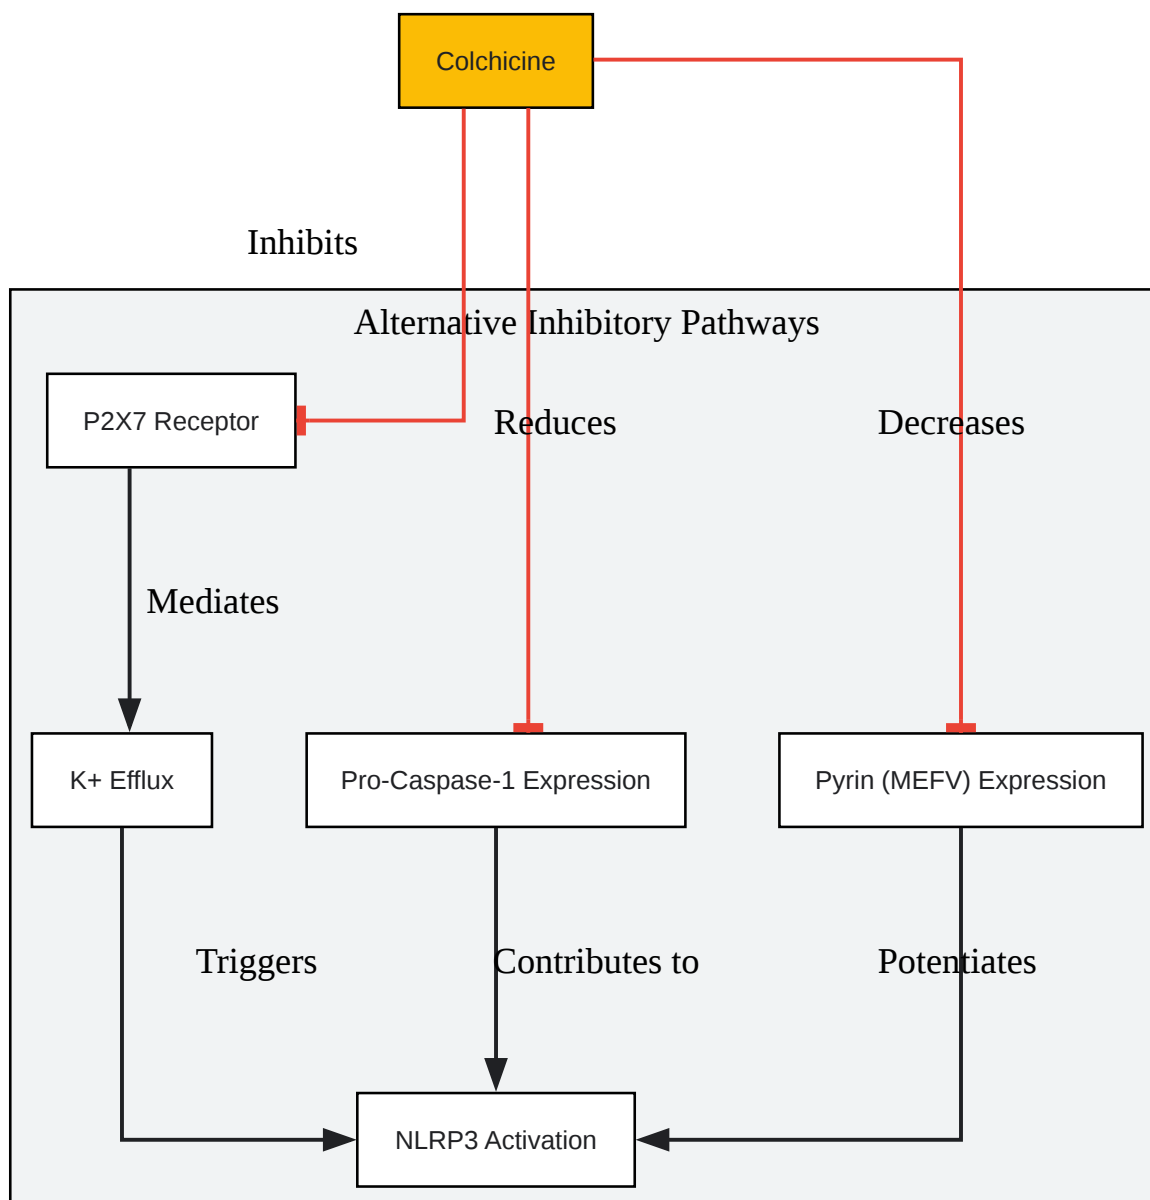 Colchicine
Inhibits
Alternative Inhibitory Pathways
P2X7 Receptor
Reduces
Decreases
Mediates
K+ Efflux
Pro-Caspase-1 Expression
Pyrin (MEFV) Expression
Triggers
Contributes to
Potentiates
NLRP3 Activation